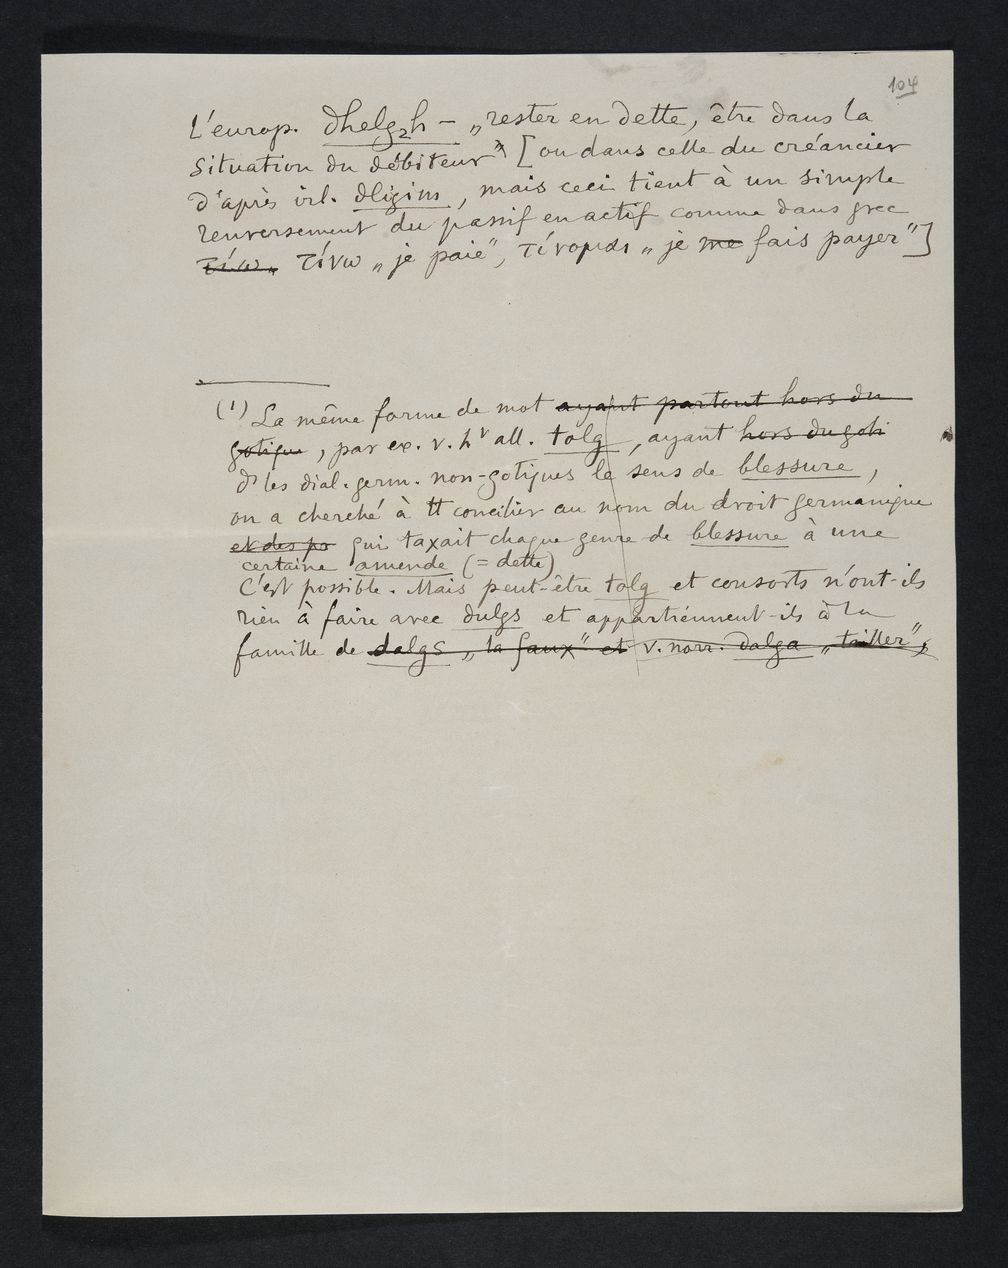 104
L'europ. dhelg₂h – „rester en dette, être dans la
situation du débiteur" [ou dans celle du créancier
d'après irl. dligim, mais ceci tient à un simple
renversement du passif en actif comme dans grec
τίω„ τίνω „je paie", τίνομαι „je me fais payer"]
(¹) La même forme de mot ayant partout hors du
gotique, par ex. v. hᵗ all. tolg, ayant hors du goti
ds les dial. germ. non-gotiques le sens de blessure,
on a cherché à tt concilier au nom du droit germanique
et des po qui taxait chaque genre de blessure à une
certaine amende (= dette)
C'est possible. Mais peut-être tolg et consorts n'ont-ils
rien à faire avec dulgs et appartiennent-ils à la
famille de dalgs „la faux" et v. norr. dalga „tailler",